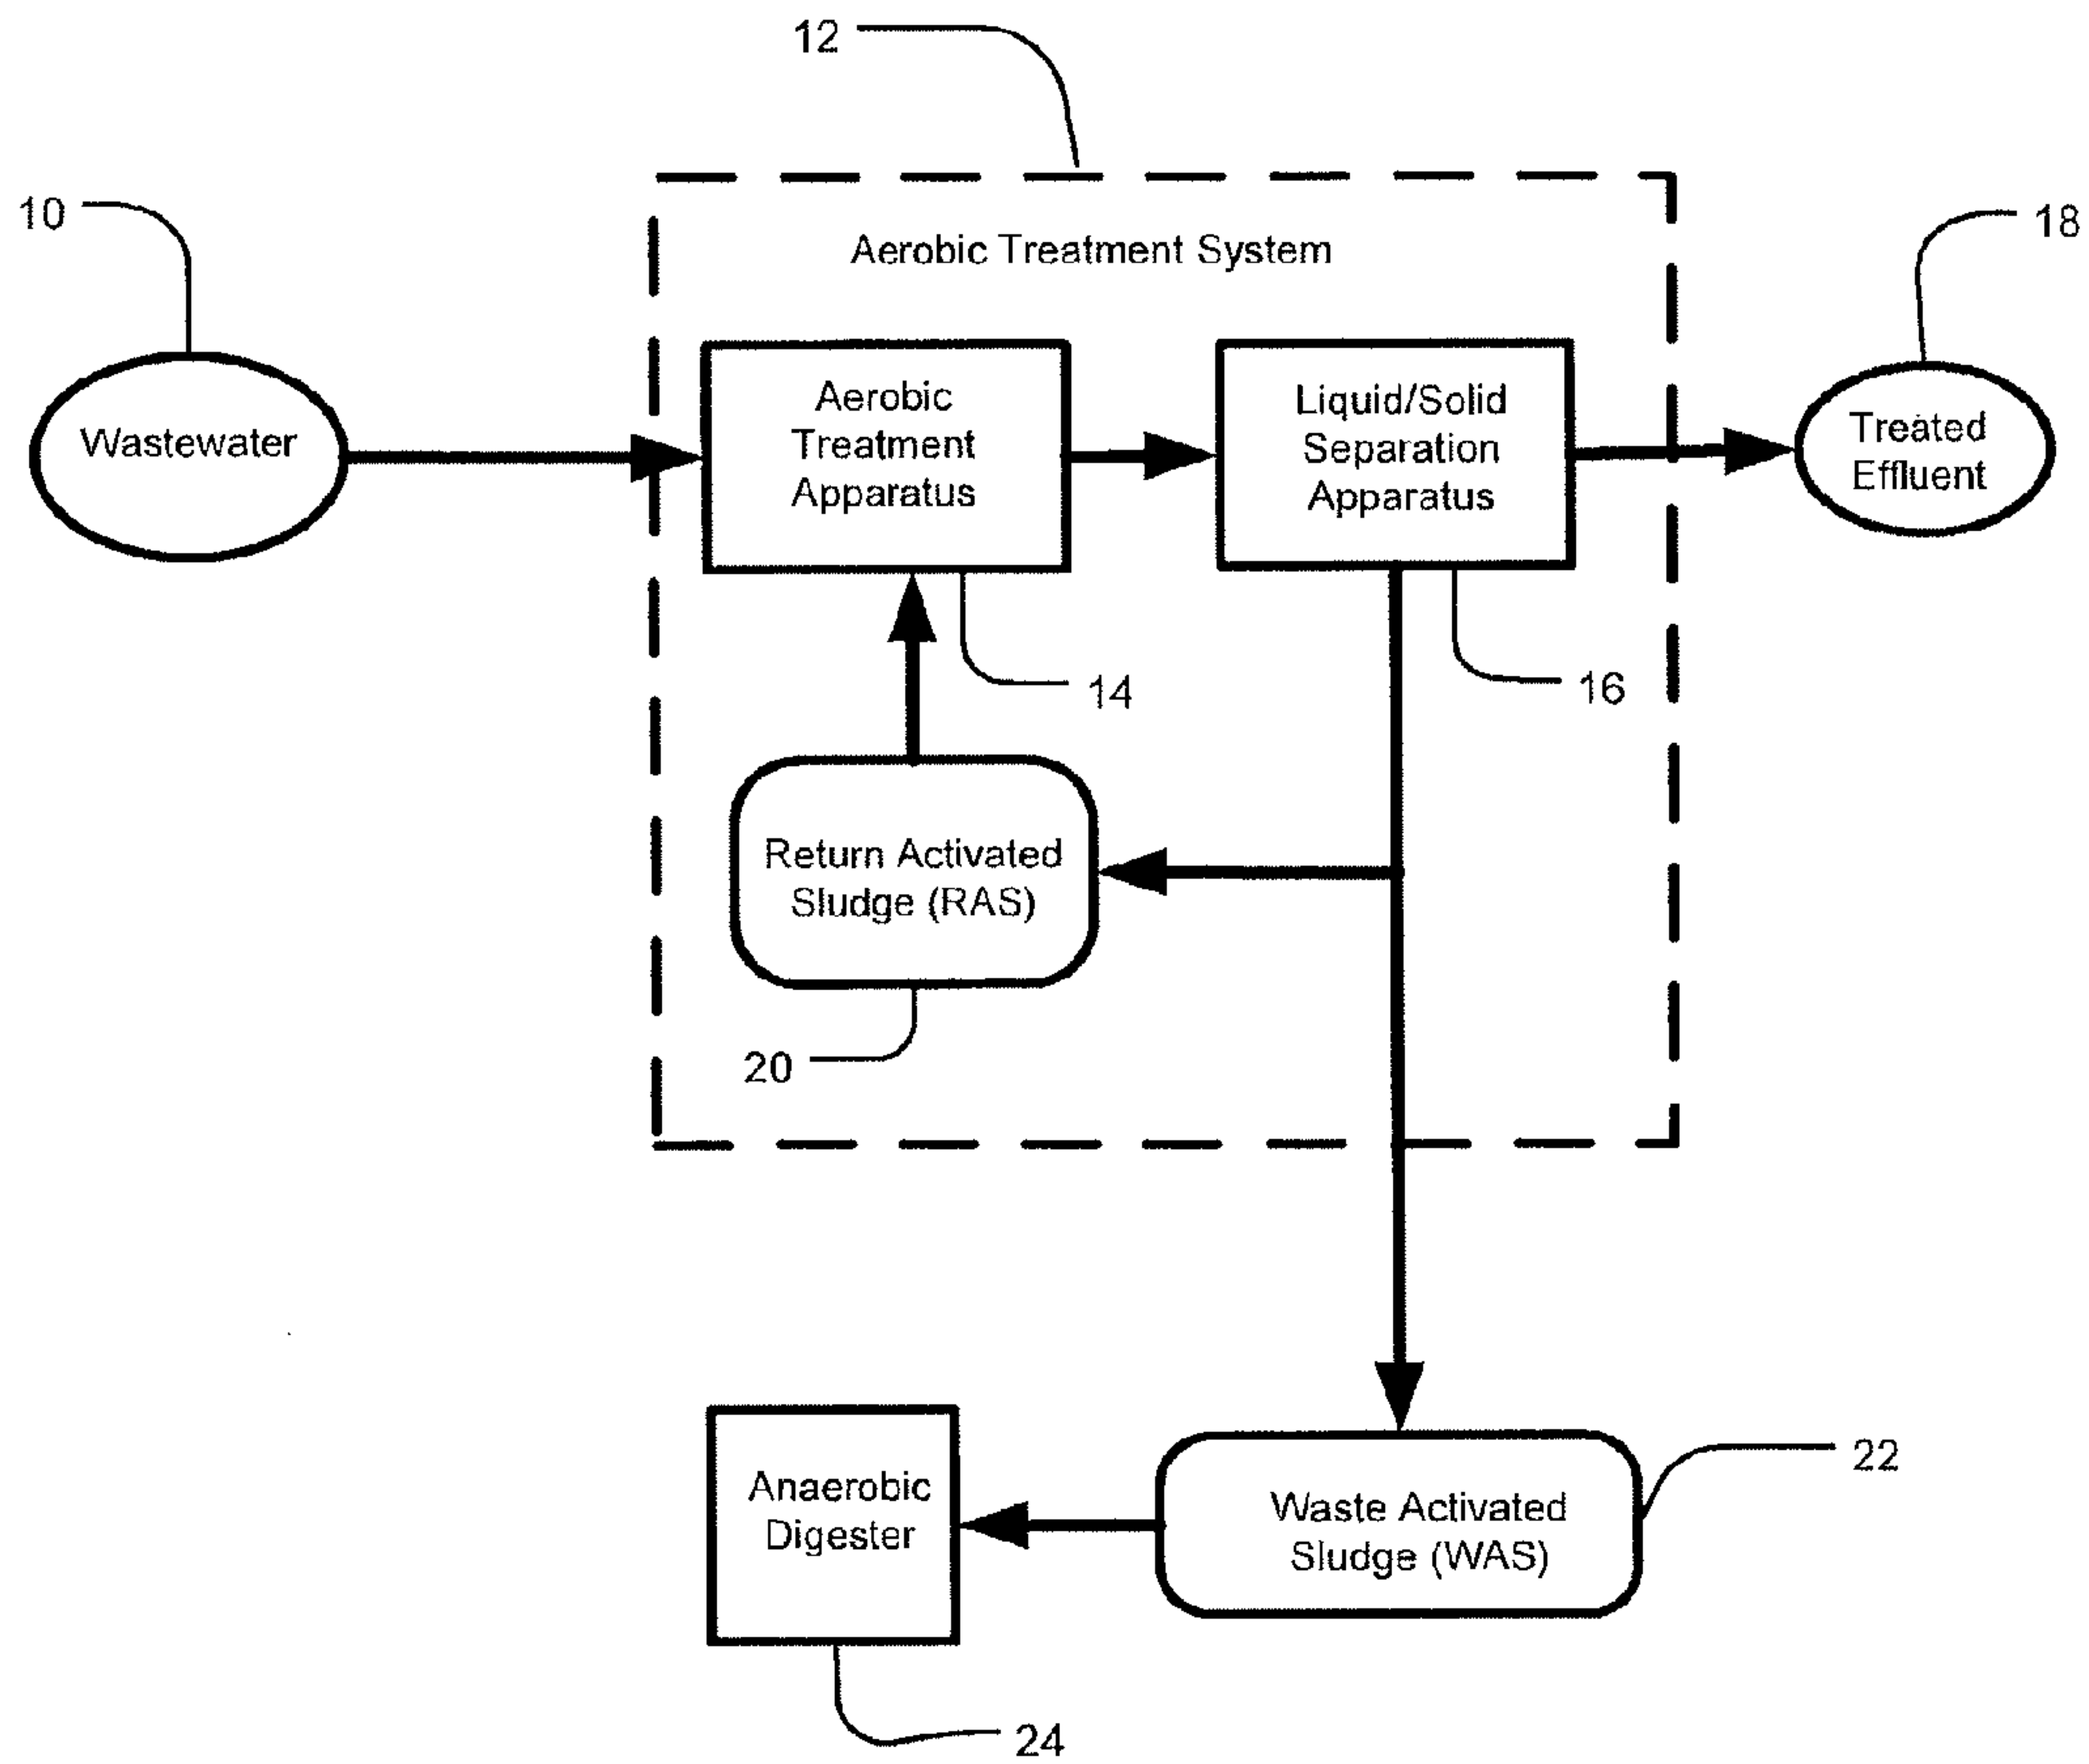 12
10
18
Aerobic Treatment System
Wastewater
Aerobic
Treatment
Apparatus
Liquid/Solid
Separation
Apparatus
Treated
Effluent
14
16
Return Activated
Sludge (RAS)
20
22
Anaerobic
Digester
Waste Activated
Sludge (WAS)
24